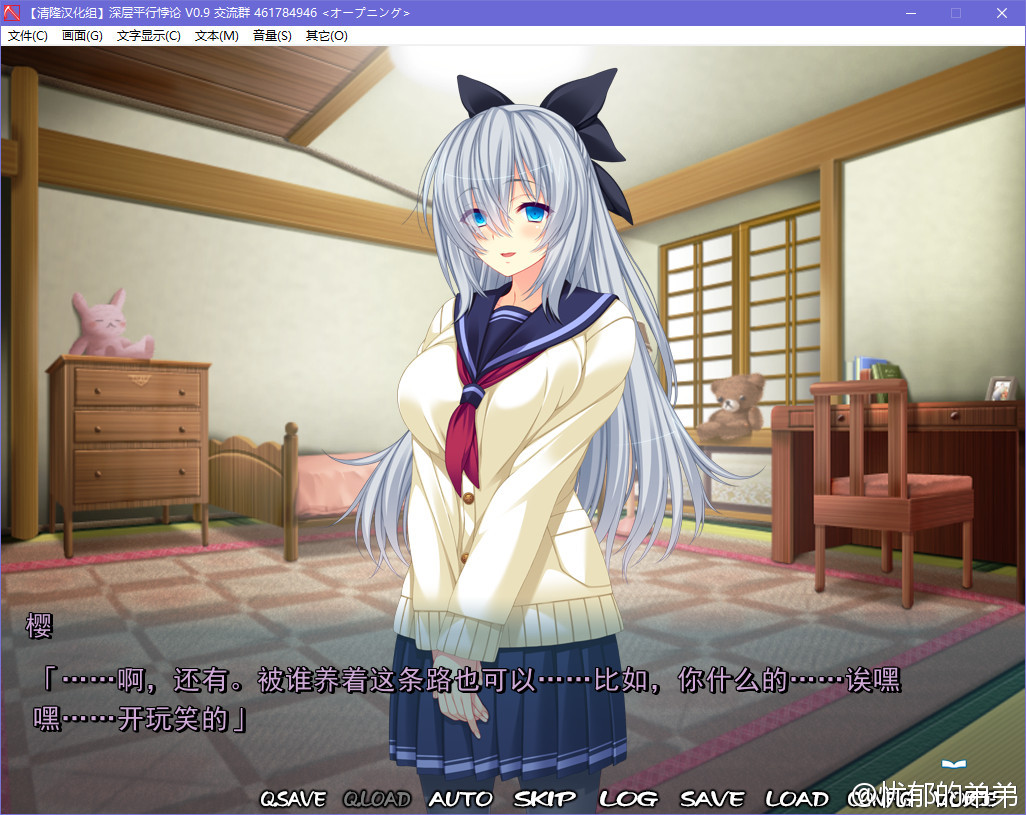 【清隆汉化组】深层平行悖论 V0.9 交流群 461784946 <オープニング>
文件(C) 画面(G) 文字显示(C) 文本(M) 音量(S) 其它(O)
樱
「……啊，还有。被谁养着这条路也可以……比如，你什么的……诶嘿
嘿……开玩笑的」
QSAVE QLOAD AUTO SKIP LOG SAVE LOAD
@忧郁的弟弟